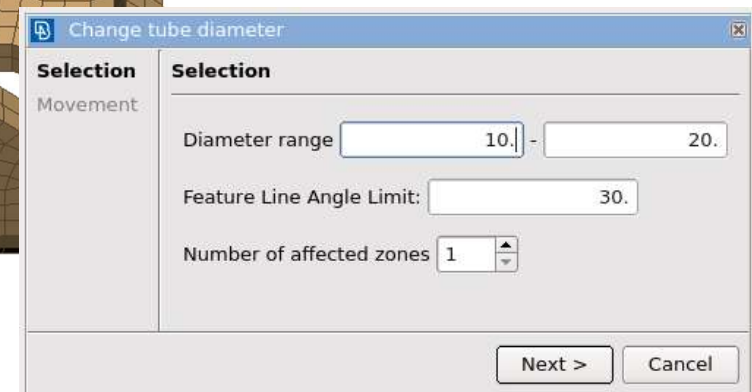 Change tube diameter
Selection
Movement
Selection
Diameter range 10. - 20.
Feature Line Angle Limit: 30.
Number of affected zones 1
Next > Cancel